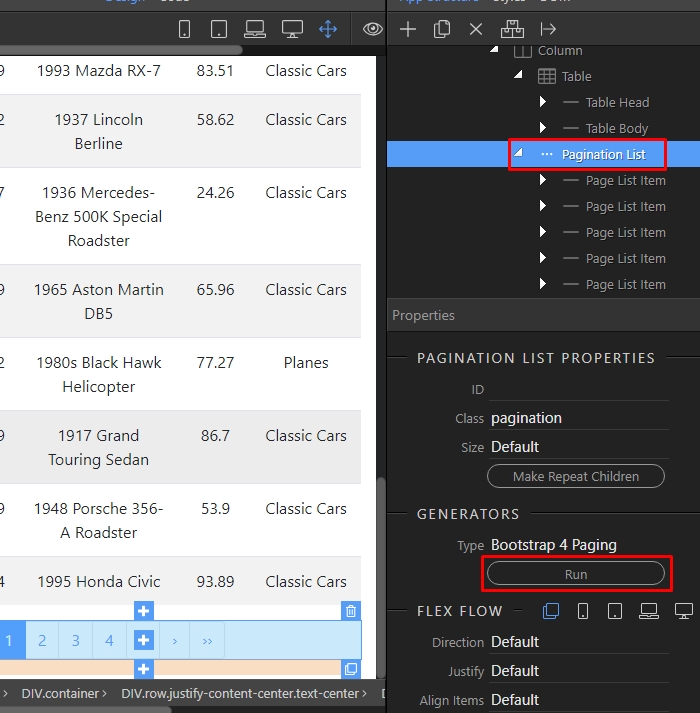 Design
Code
App Structure
Styles
9 1993 Mazda RX-7 83.51 Classic Cars
2 1937 Lincoln Berline 58.62 Classic Cars
7 1936 Mercedes-Benz 500K Special Roadster 24.26 Classic Cars
9 1965 Aston Martin DB5 65.96 Classic Cars
2 1980s Black Hawk Helicopter 77.27 Planes
9 1917 Grand Touring Sedan 86.7 Classic Cars
9 1948 Porsche 356-A Roadster 53.9 Classic Cars
4 1995 Honda Civic 93.89 Classic Cars
1 2 3 4 › ››
› DIV.container › DIV.row.justify-content-center.text-center ›
Column
Table
Table Head
Table Body
Pagination List
Page List Item
Page List Item
Page List Item
Page List Item
Page List Item
Properties
PAGINATION LIST PROPERTIES
ID
Class pagination
Size Default
Make Repeat Children
GENERATORS
Type Bootstrap 4 Paging
Run
FLEX FLOW
Direction Default
Justify Default
Align Items Default